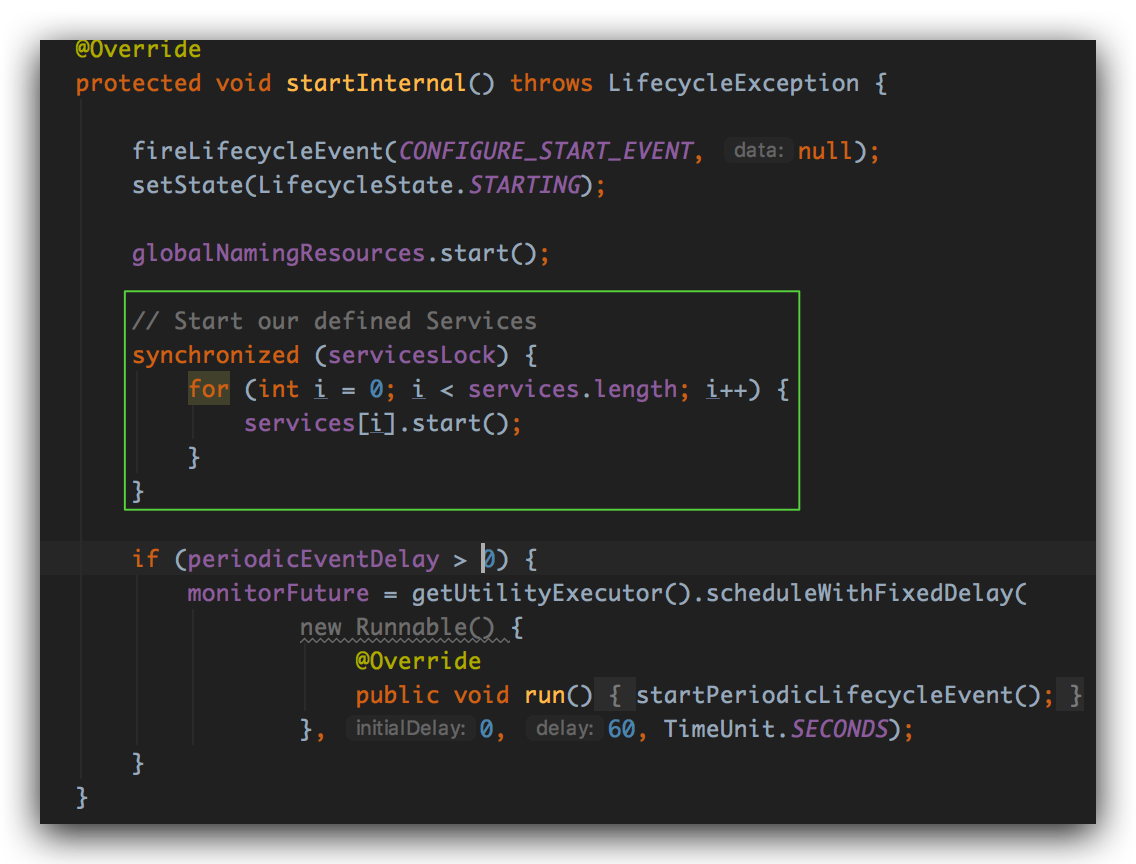 @Override
protected void startInternal() throws LifecycleException {
fireLifecycleEvent(CONFIGURE_START_EVENT, data: null);
setState(LifecycleState.STARTING);
globalNamingResources.start();
// Start our defined Services
synchronized (servicesLock) {
for (int i = 0; i < services.length; i++) {
services[i].start();
}
}
if (periodicEventDelay > 0) {
monitorFuture = getUtilityExecutor().scheduleWithFixedDelay(
new Runnable() {
@Override
public void run() { startPeriodicLifecycleEvent(); }
}, initialDelay: 0, delay: 60, TimeUnit.SECONDS);
}
}